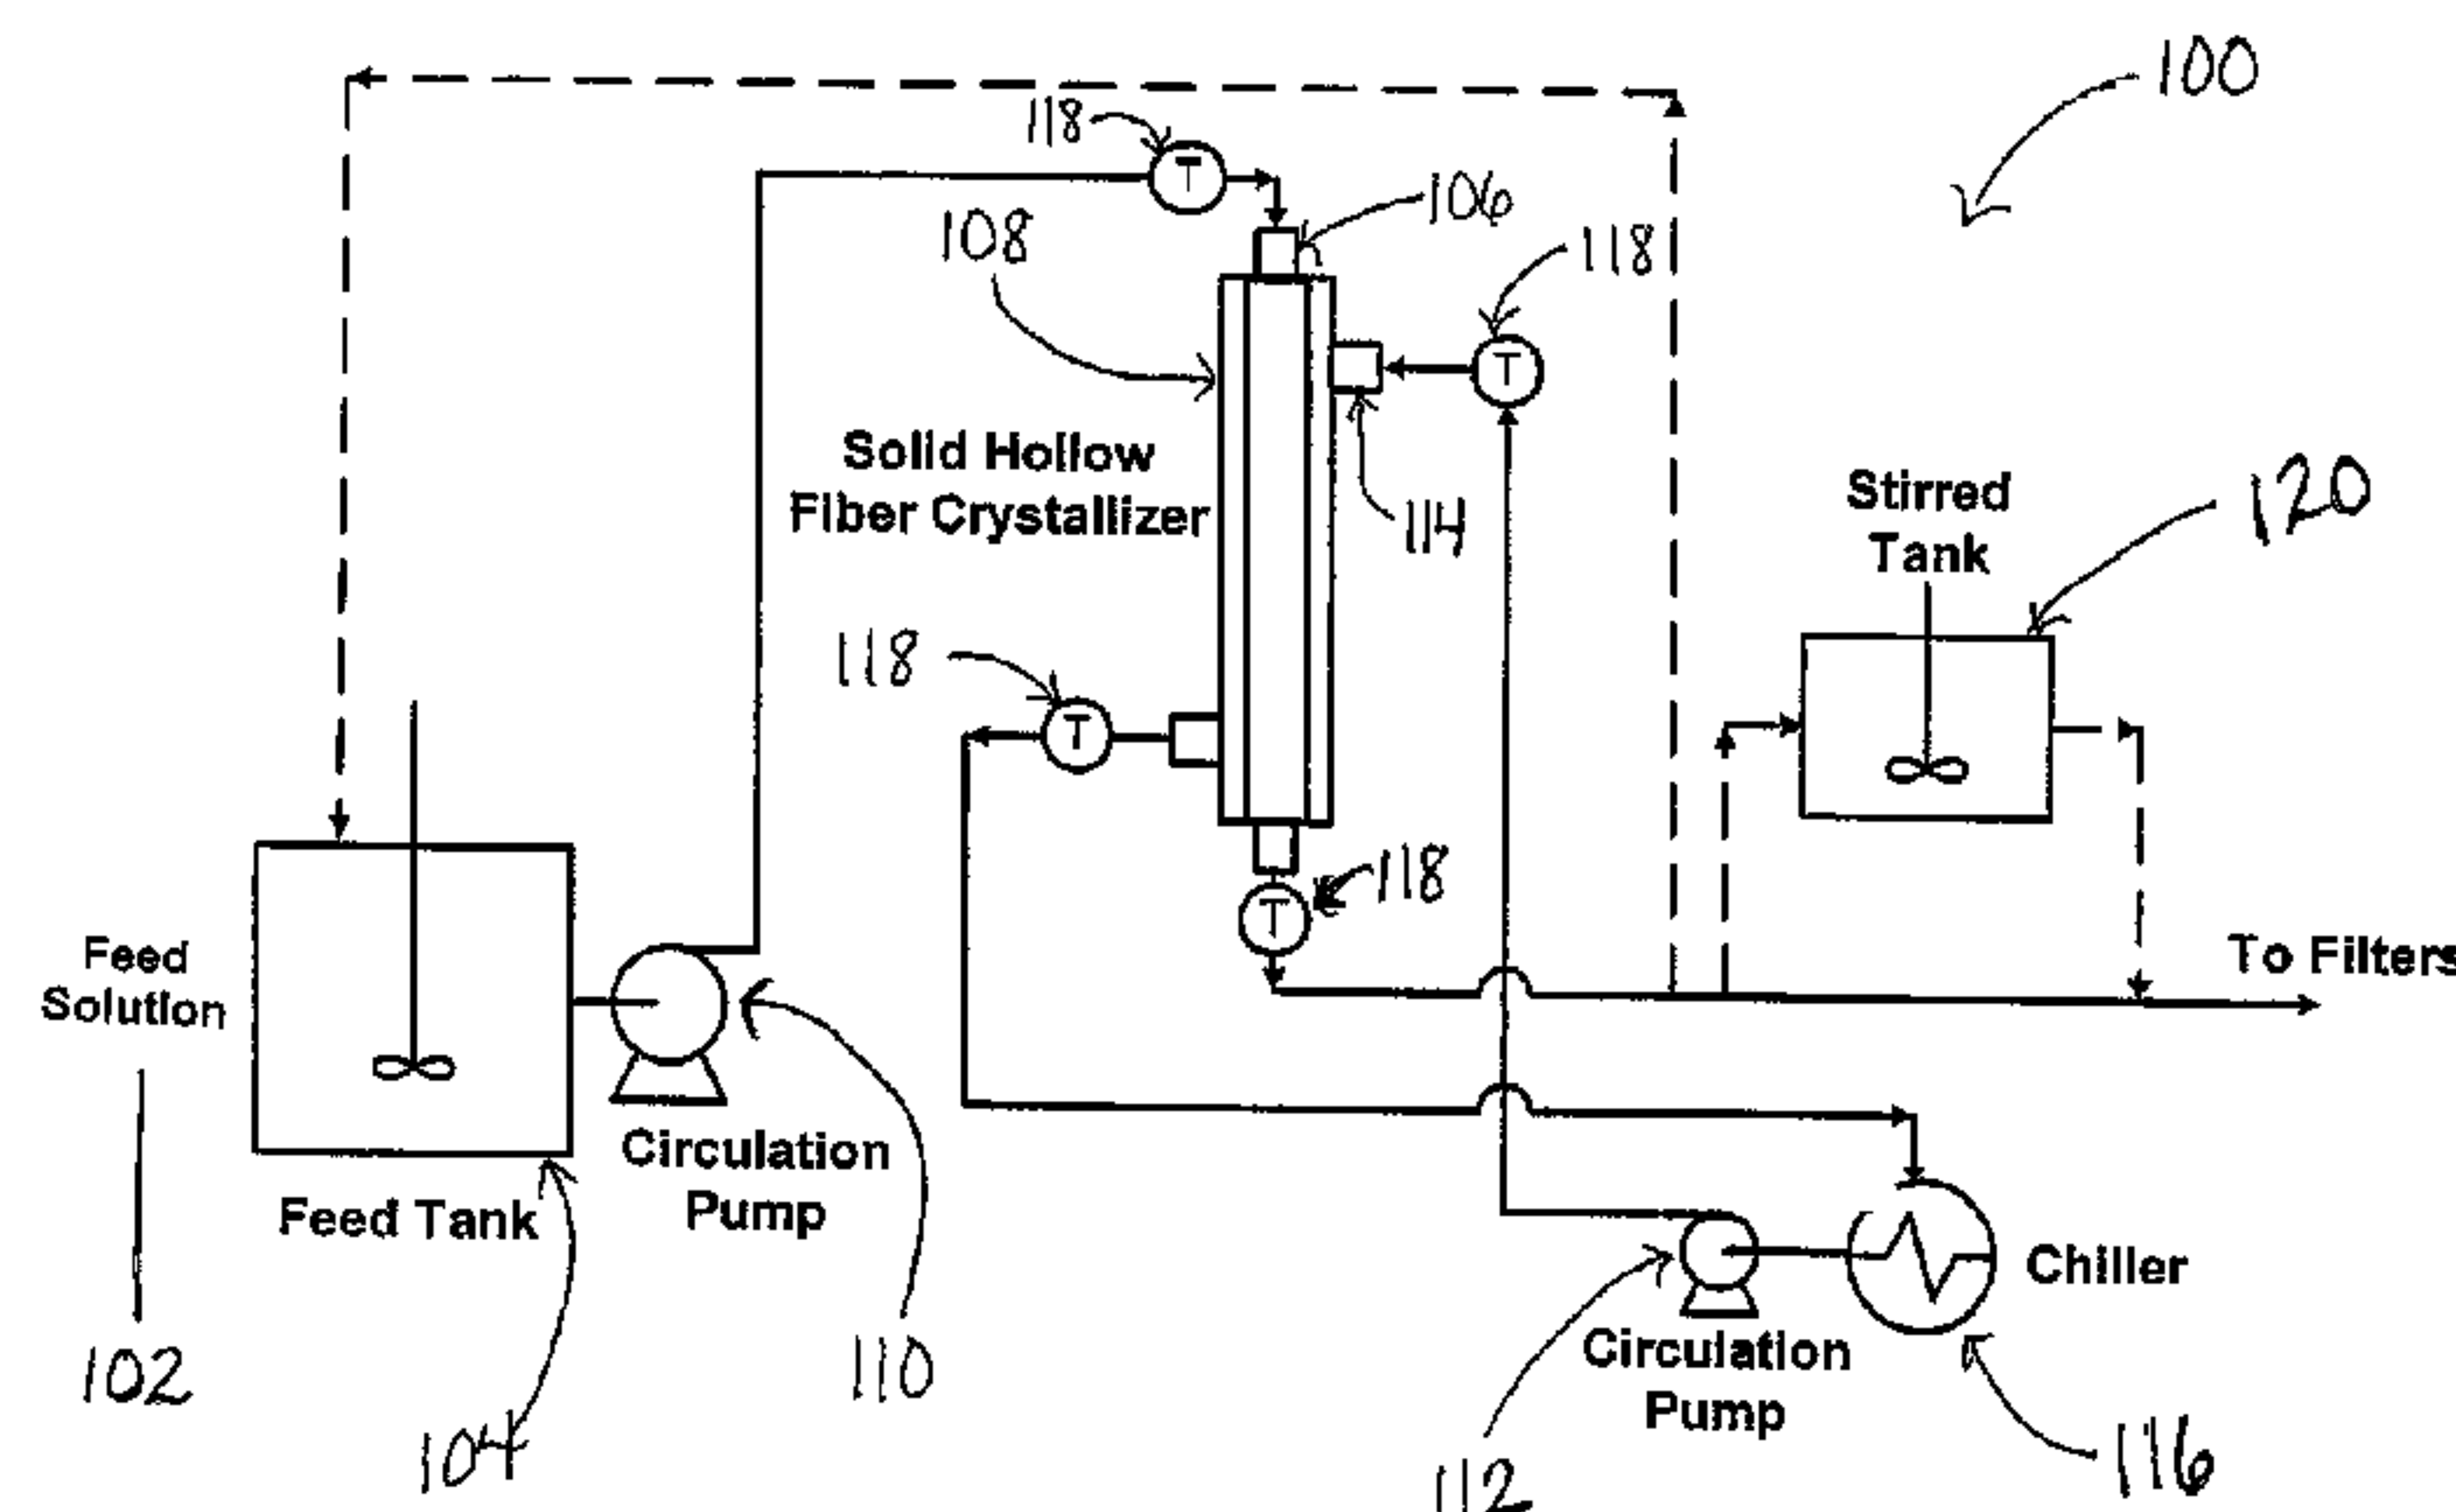 100
118
T
106
108
118
T
Solid Hollow
Fiber Crystallizer
114
Stirred
Tank
120
118
T
118
T
To Filters
Feed
Solution
Circulation
Pump
Feed Tank
Chiller
Circulation
Pump
102
104
110
112
116